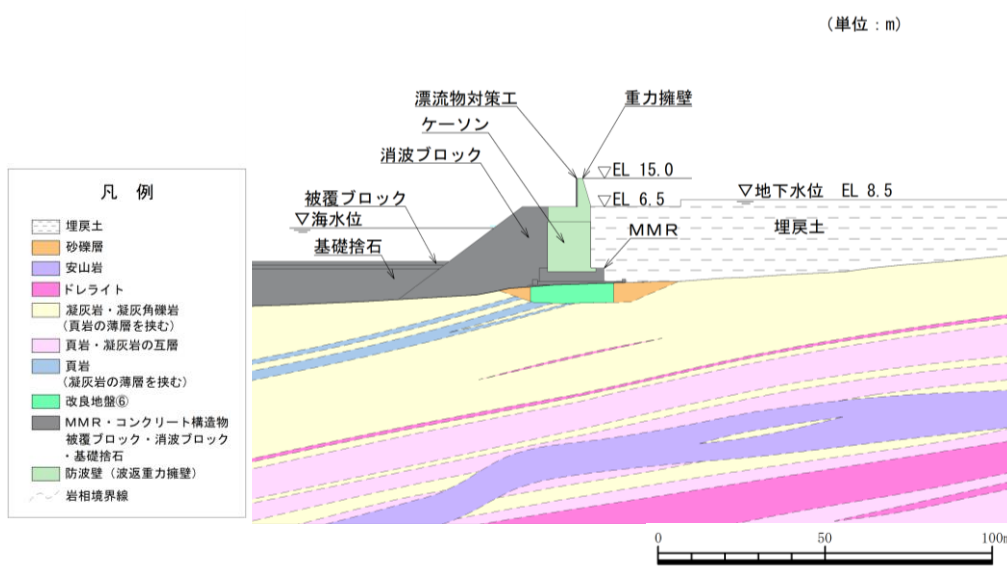 (単位：m)
漂流物対策工
重力擁壁
ケーソン
消波ブロック
▽EL 15.0
被覆ブロック
▽EL 6.5
▽地下水位 EL 8.5
▽海水位
埋戻土
基礎捨石
MMR
凡 例
埋戻土
砂礫層
安山岩
ドレライト
凝灰岩・凝灰角礫岩
(頁岩の薄層を挟む)
頁岩・凝灰岩の互層
頁岩
(凝灰岩の薄層を挟む)
改良地盤⑥
MMR・コンクリート構造物
被覆ブロック・消波ブロック
・基礎捨石
防波壁（波返重力擁壁）
岩相境界線
0 50 100m